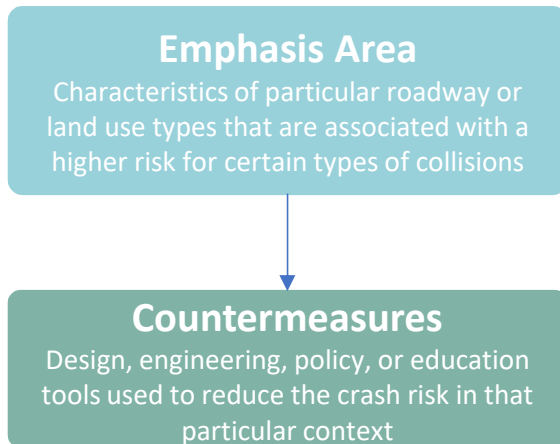 Emphasis Area
Characteristics of particular roadway or
land use types that are associated with a
higher risk for certain types of collisions
Countermeasures
Design, engineering, policy, or education
tools used to reduce the crash risk in that
particular context